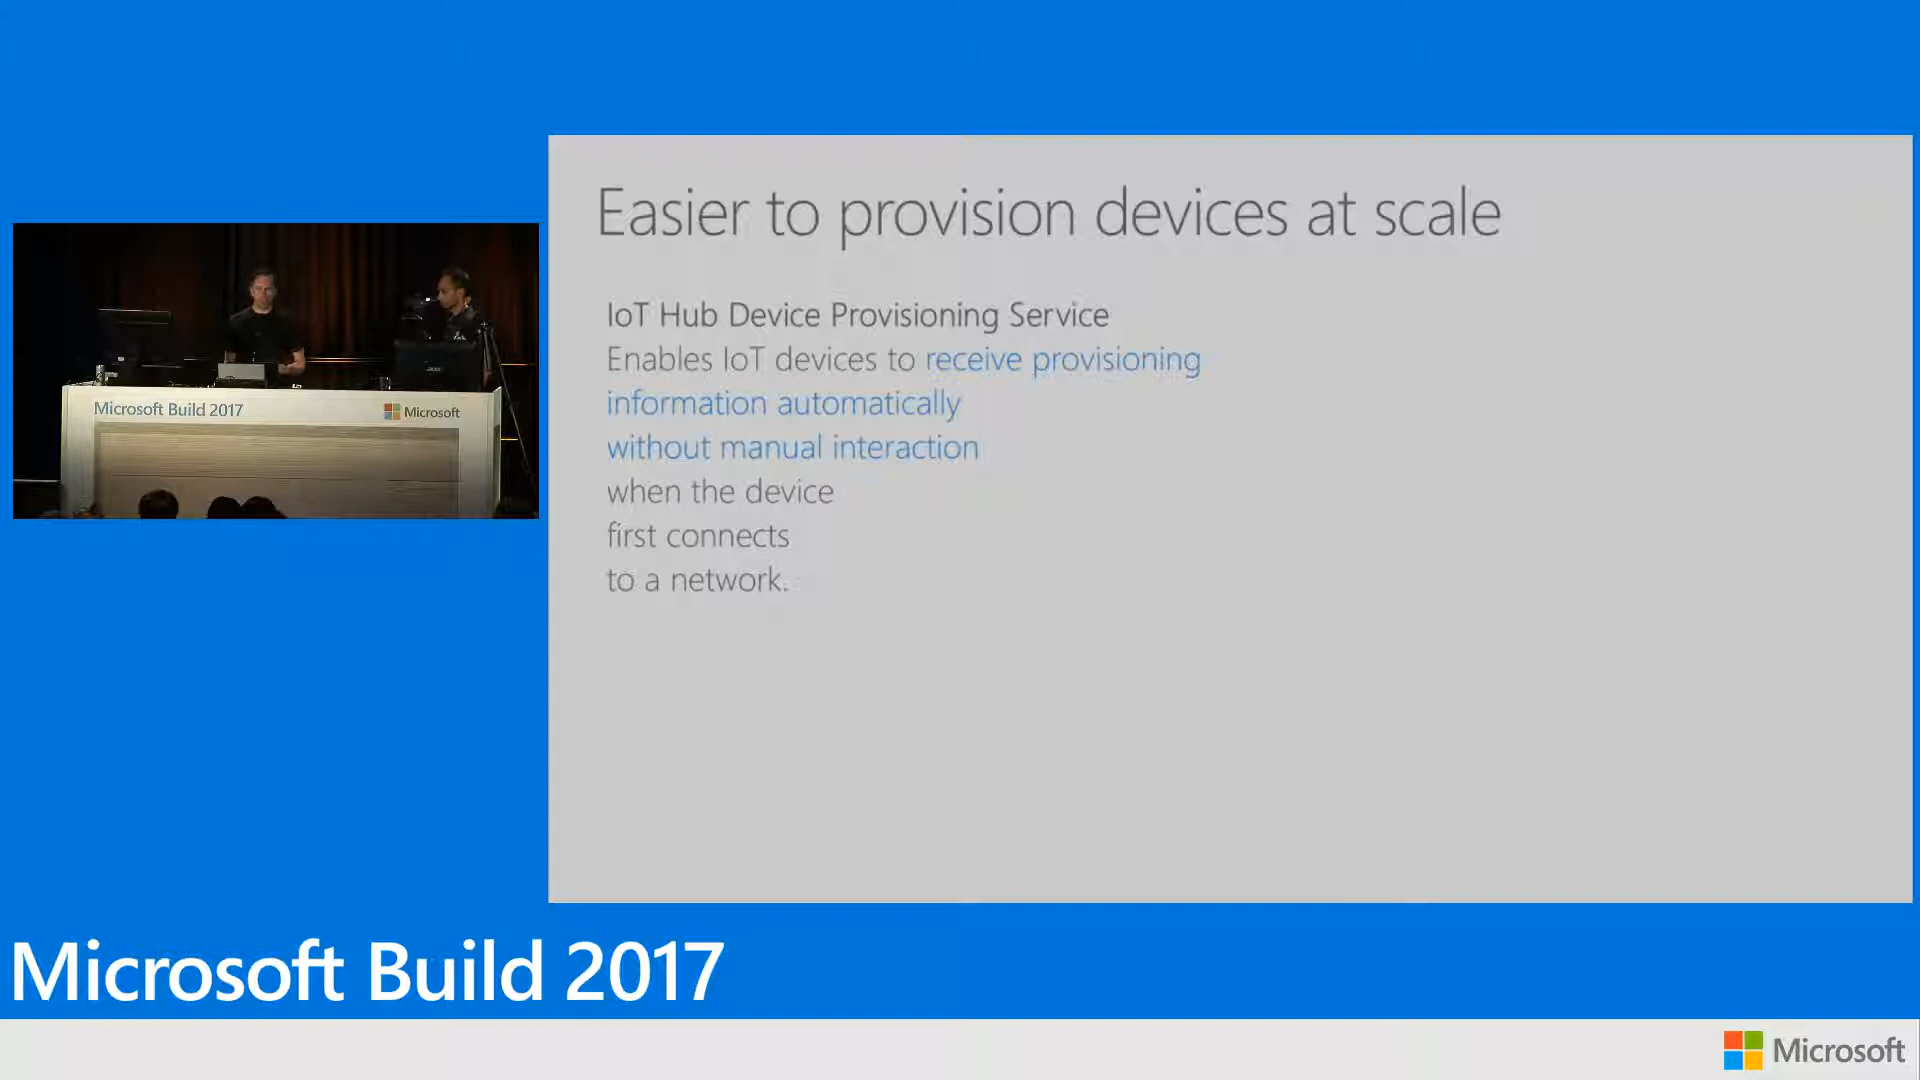 Easier to provision devices at scale
IoT Hub Device Provisioning Service
Enables IoT devices to receive provisioning
information automatically
without manual interaction
when the device
first connects
to a network.
Microsoft Build 2017
Microsoft
Microsoft Build 2017
Microsoft